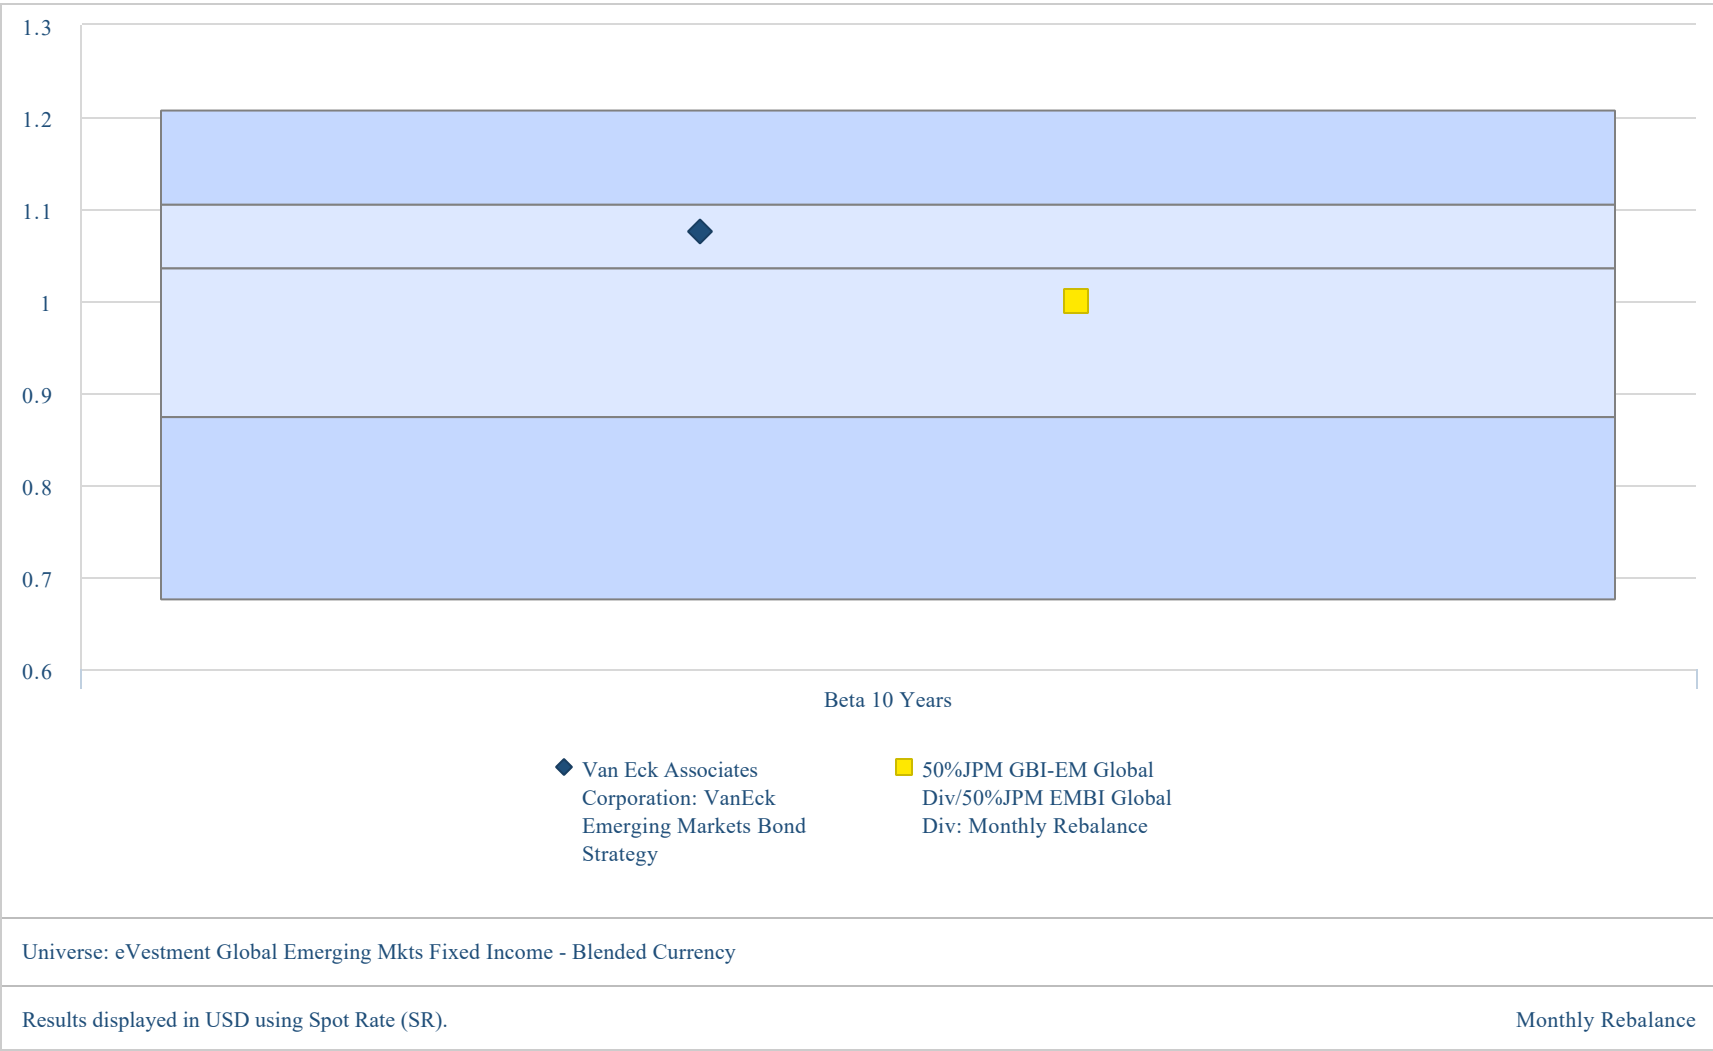 1.3
1.2
1.1
1
0.9
0.8
0.7
0.6
Beta 10 Years
Van Eck Associates
Corporation: VanEck
Emerging Markets Bond
Strategy
50%JPM GBI-EM Global
Div/50%JPM EMBI Global
Div: Monthly Rebalance
Universe: eVestment Global Emerging Mkts Fixed Income - Blended Currency
Results displayed in USD using Spot Rate (SR).
Monthly Rebalance